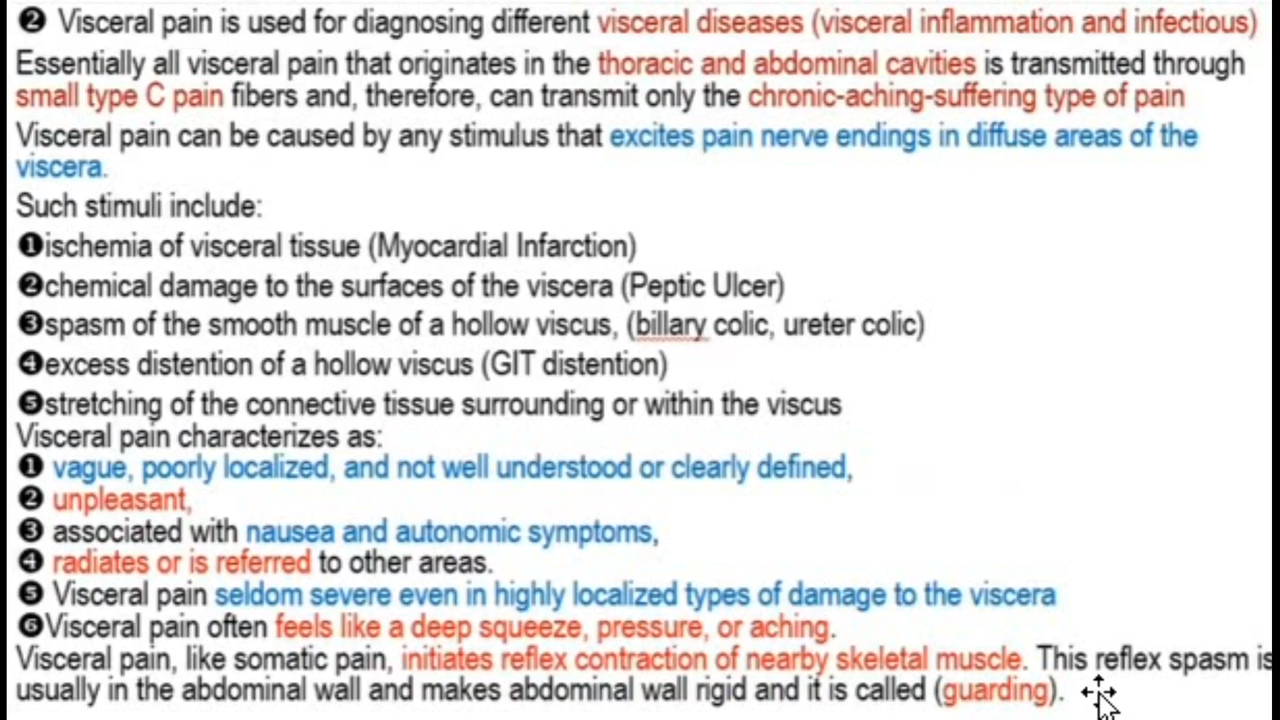 ❷ Visceral pain is used for diagnosing different visceral diseases (visceral inflammation and infectious)
Essentially all visceral pain that originates in the thoracic and abdominal cavities is transmitted through
small type C pain fibers and, therefore, can transmit only the chronic-aching-suffering type of pain
Visceral pain can be caused by any stimulus that excites pain nerve endings in diffuse areas of the
viscera.
Such stimuli include:
❶ischemia of visceral tissue (Myocardial Infarction)
❷chemical damage to the surfaces of the viscera (Peptic Ulcer)
❸spasm of the smooth muscle of a hollow viscus, (billary colic, ureter colic)
❹excess distention of a hollow viscus (GIT distention)
❺stretching of the connective tissue surrounding or within the viscus
Visceral pain characterizes as:
❶ vague, poorly localized, and not well understood or clearly defined,
❷ unpleasant,
❸ associated with nausea and autonomic symptoms,
❹ radiates or is referred to other areas.
❺ Visceral pain seldom severe even in highly localized types of damage to the viscera
❻Visceral pain often feels like a deep squeeze, pressure, or aching.
Visceral pain, like somatic pain, initiates reflex contraction of nearby skeletal muscle. This reflex spasm is
usually in the abdominal wall and makes abdominal wall rigid and it is called (guarding).